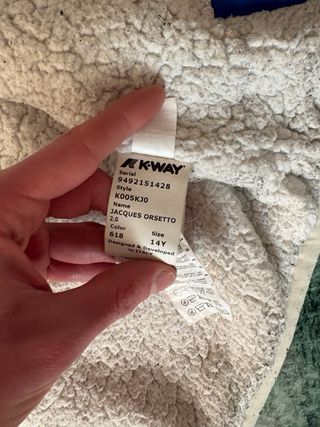 K-WAY
Serial
9492151428
Style
K005KJ0
Name
JACQUES ORSETTO
2.0
Color Size
618 14Y
Designed & Developed
in ITALY